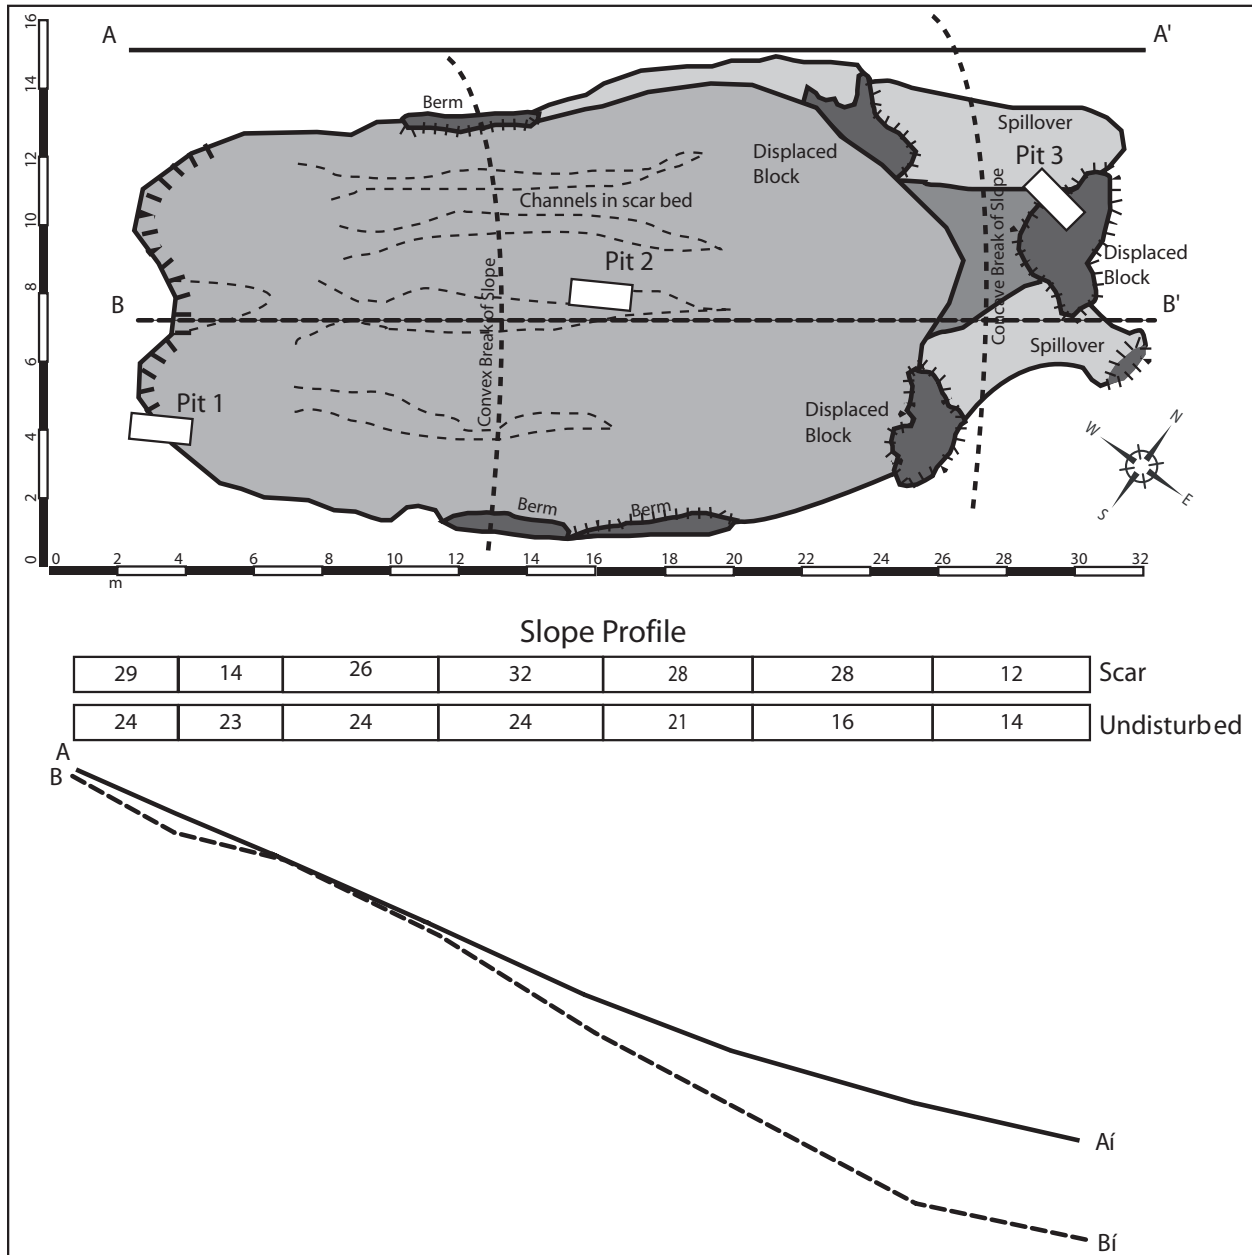 A
A'
16
14
12
10
8
6
4
2
0
Berm
Spillover
Pit 3
Displaced
Block
Channels in scar bed
Concave Break of Slope
Displaced
Block
Pit 2
Convex Break of Slope
B
B'
Spillover
Pit 1
Displaced
Block
N
W
E
S
Berm
Berm
0 2 4 6 8 10 12 14 16 18 20 22 24 26 28 30 32
m
Slope Profile
29 14 26 32 28 28 12 Scar
24 23 24 24 21 16 14 Undisturbed
A
B
Aí
Bí